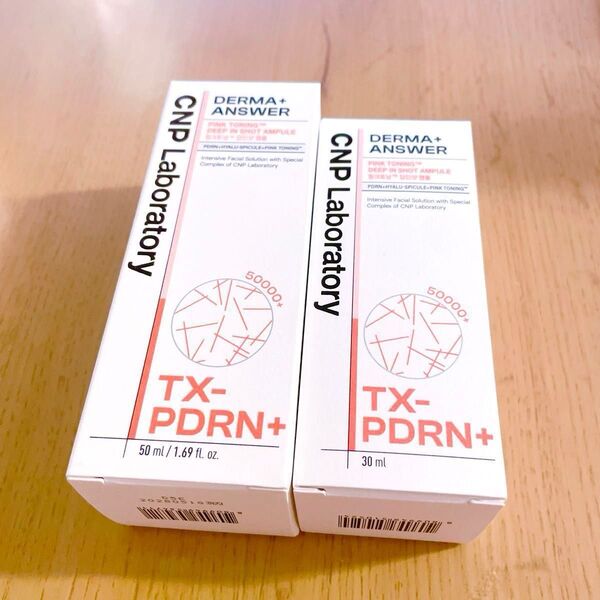 CNP Laboratory
DERMA+
ANSWER
PINK TONING™
DEEP IN SHOT AMPULE
PDRN+HYALU-SPICULE+PINK TONING™
Intensive Facial Solution with Special
Complex of CNP Laboratory
50000+
TX-
PDRN+
50 ml / 1.69 fl. oz.
CNP Laboratory
DERMA+
ANSWER
PINK TONING™
DEEP IN SHOT AMPULE
PDRN+HYALU-SPICULE+PINK TONING™
Intensive Facial Solution with Special
Complex of CNP Laboratory
50000+
TX-
PDRN+
30 ml